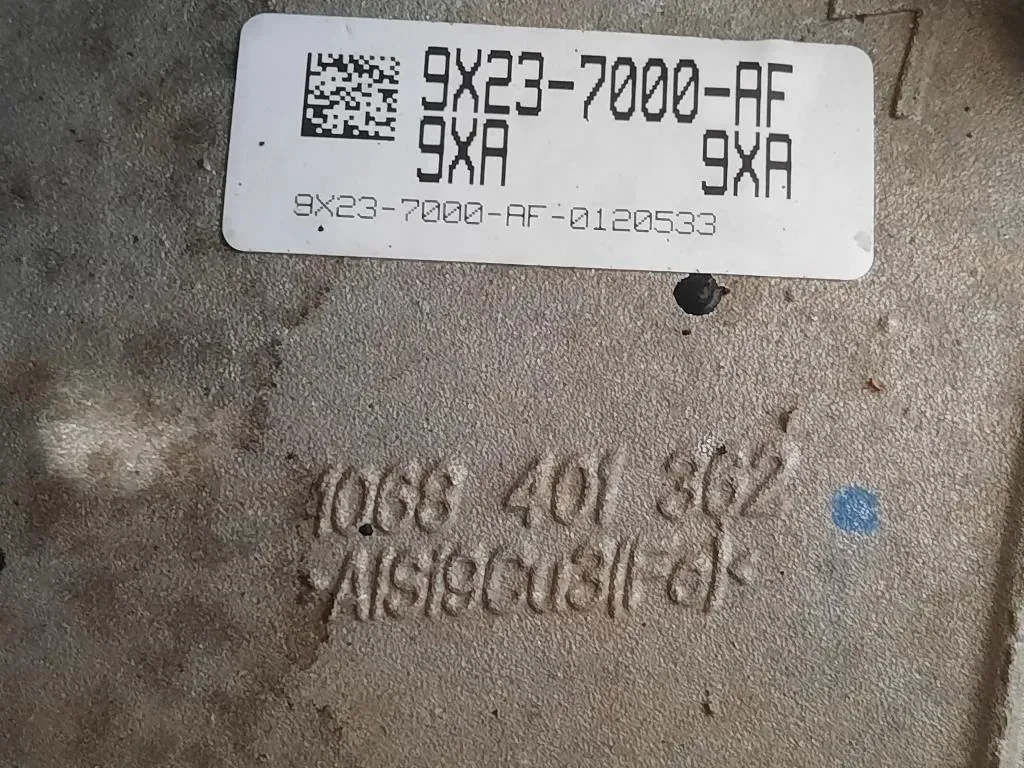 9X23-7000-AF
9XA 9XA
9X23-7000-AF-0120533
1068 401 362
>AlSi9Cu3(Fe)<